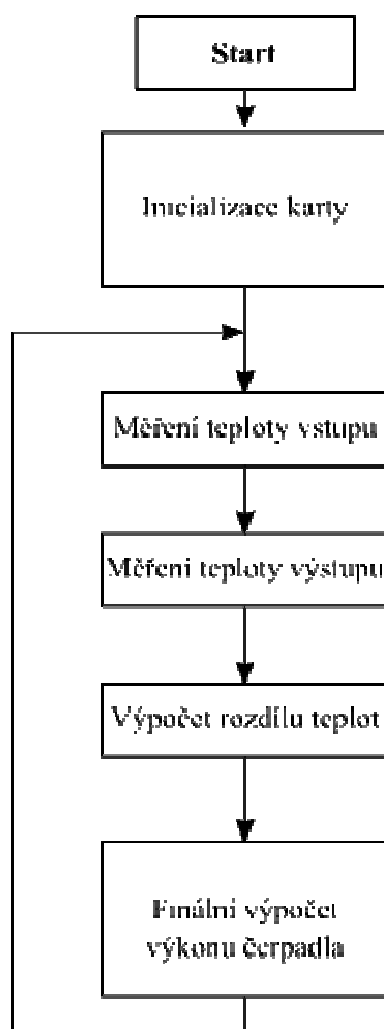 Start
Inicializace karty
Měření teploty vstupu
Měření teploty výstupu
Výpočet rozdílu teplot
Finální výpočet
výkonu čerpadla